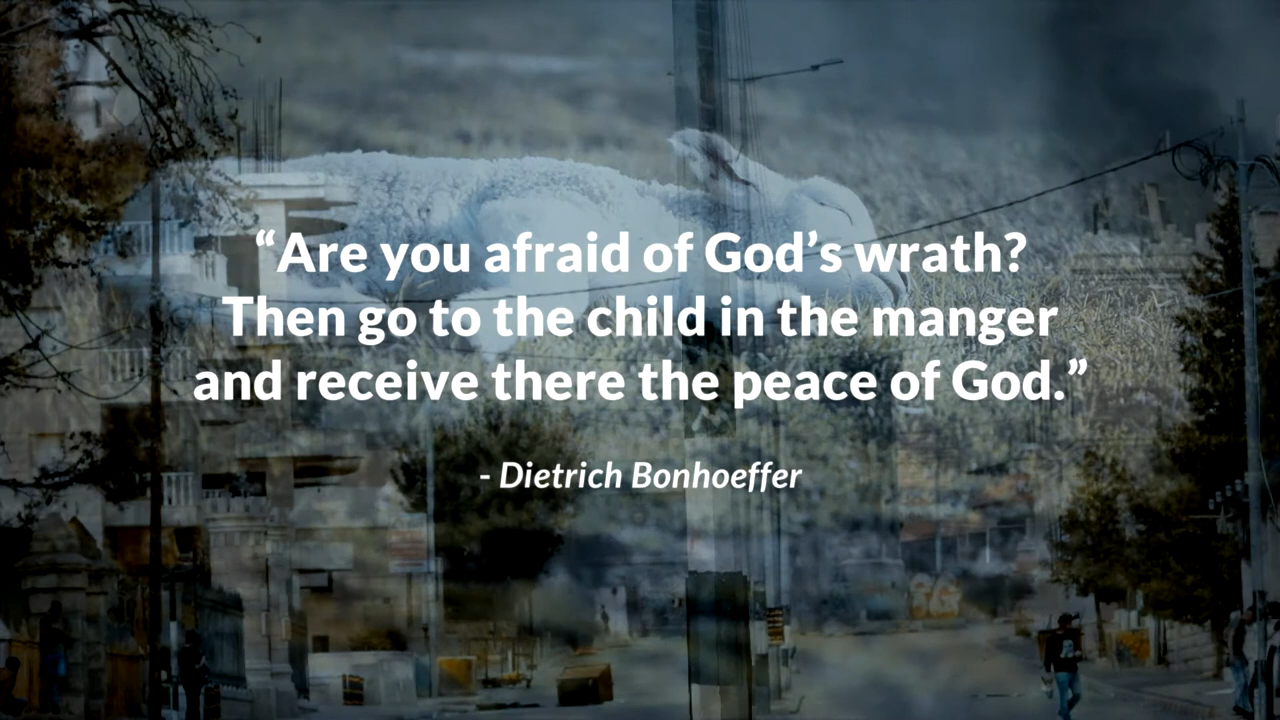 “Are you afraid of God’s wrath?
Then go to the child in the manger
and receive there the peace of God.”
- Dietrich Bonhoeffer